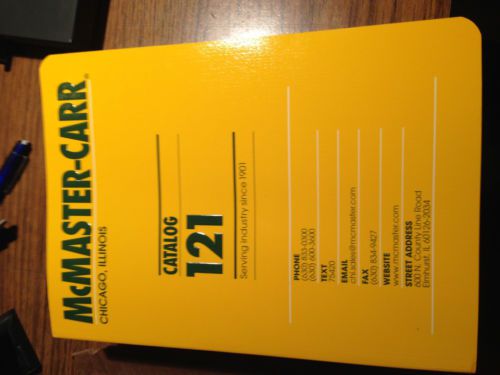 McMASTER-CARR®
CHICAGO, ILLINOIS
CATALOG
121
Serving industry since 1901
PHONE
(630) 833-0300
(630) 600-3600
TEXT
75420
EMAIL
chi.sales@mcmaster.com
FAX
(630) 834-9427
WEBSITE
www.mcmaster.com
STREET ADDRESS
600 N. County Line Road
Elmhurst, IL 60126-2034